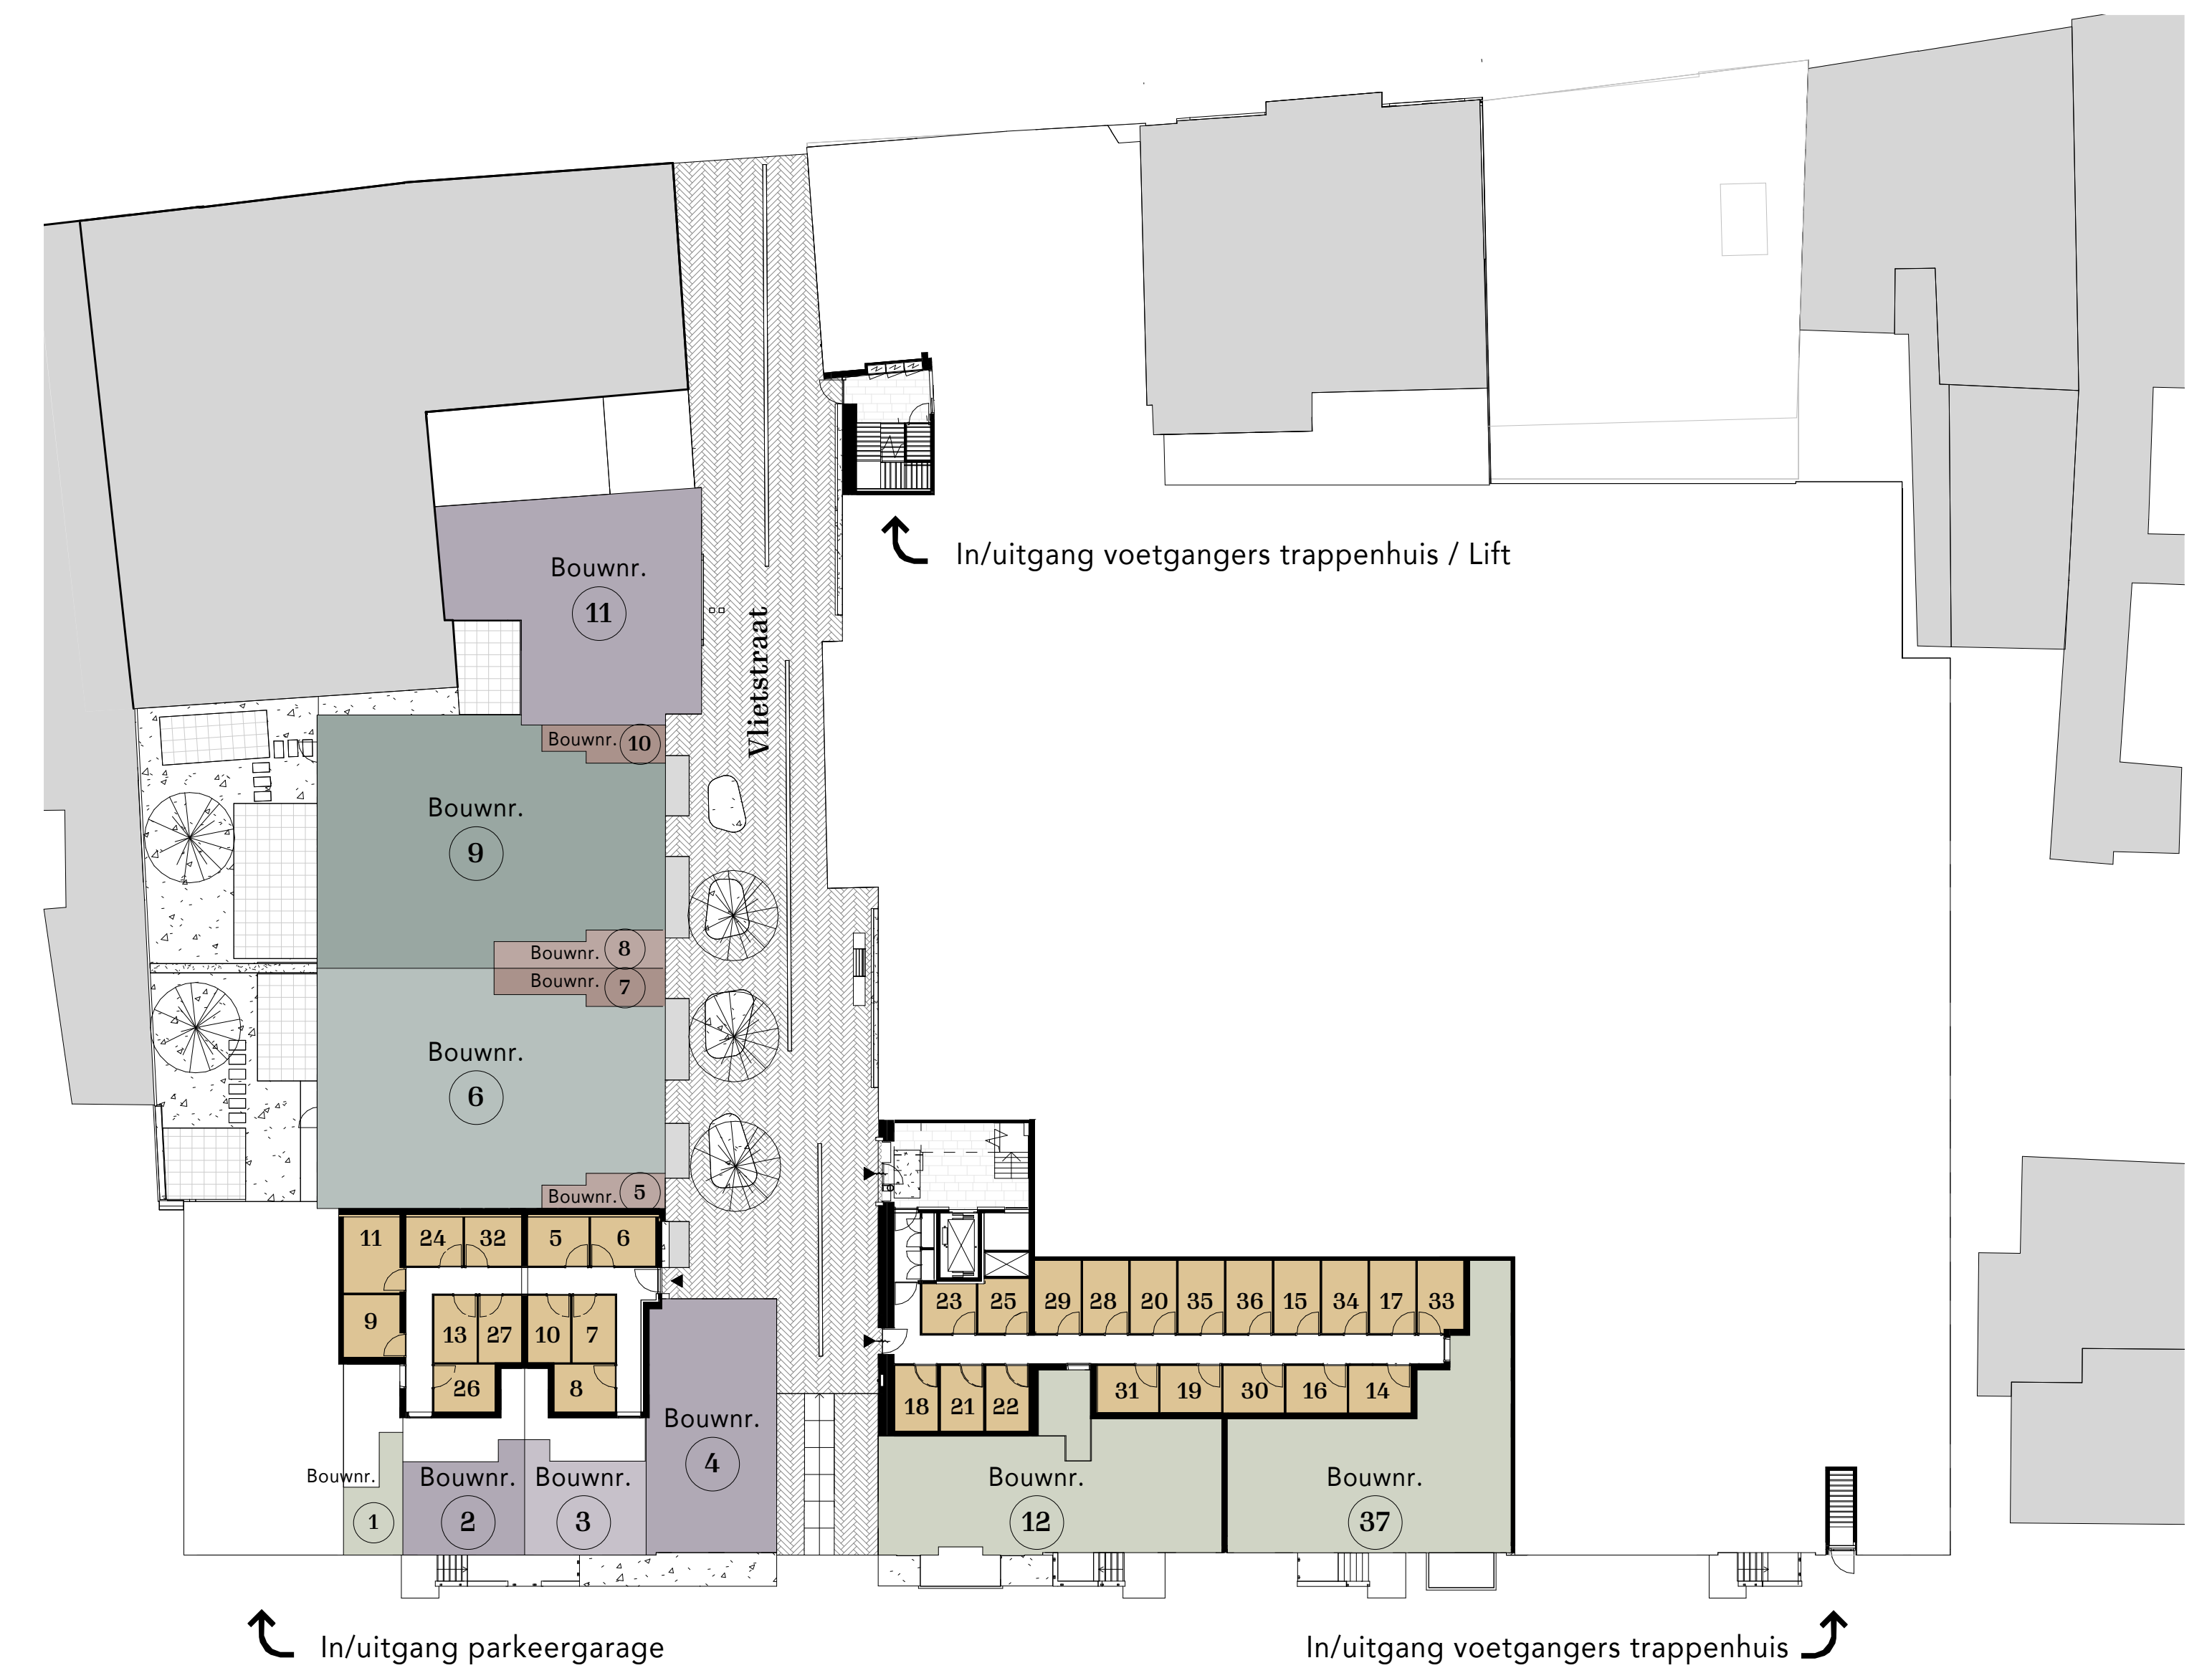 In/uitgang voetgangers trappenhuis / Lift
Bouwnr.
11
Vlietstraat
Bouwnr. 10
Bouwnr.
9
Bouwnr. 8
Bouwnr. 7
Bouwnr.
6
Bouwnr. 5
11 24 32 5 6
9 13 27 10 7
26 8
23 25 29 28 20 35 36 15 34 17 33
18 21 22 31 19 30 16 14
Bouwnr.
4
Bouwnr.
1
Bouwnr.
2
Bouwnr.
3
Bouwnr.
12
Bouwnr.
37
In/uitgang parkeergarage
In/uitgang voetgangers trappenhuis